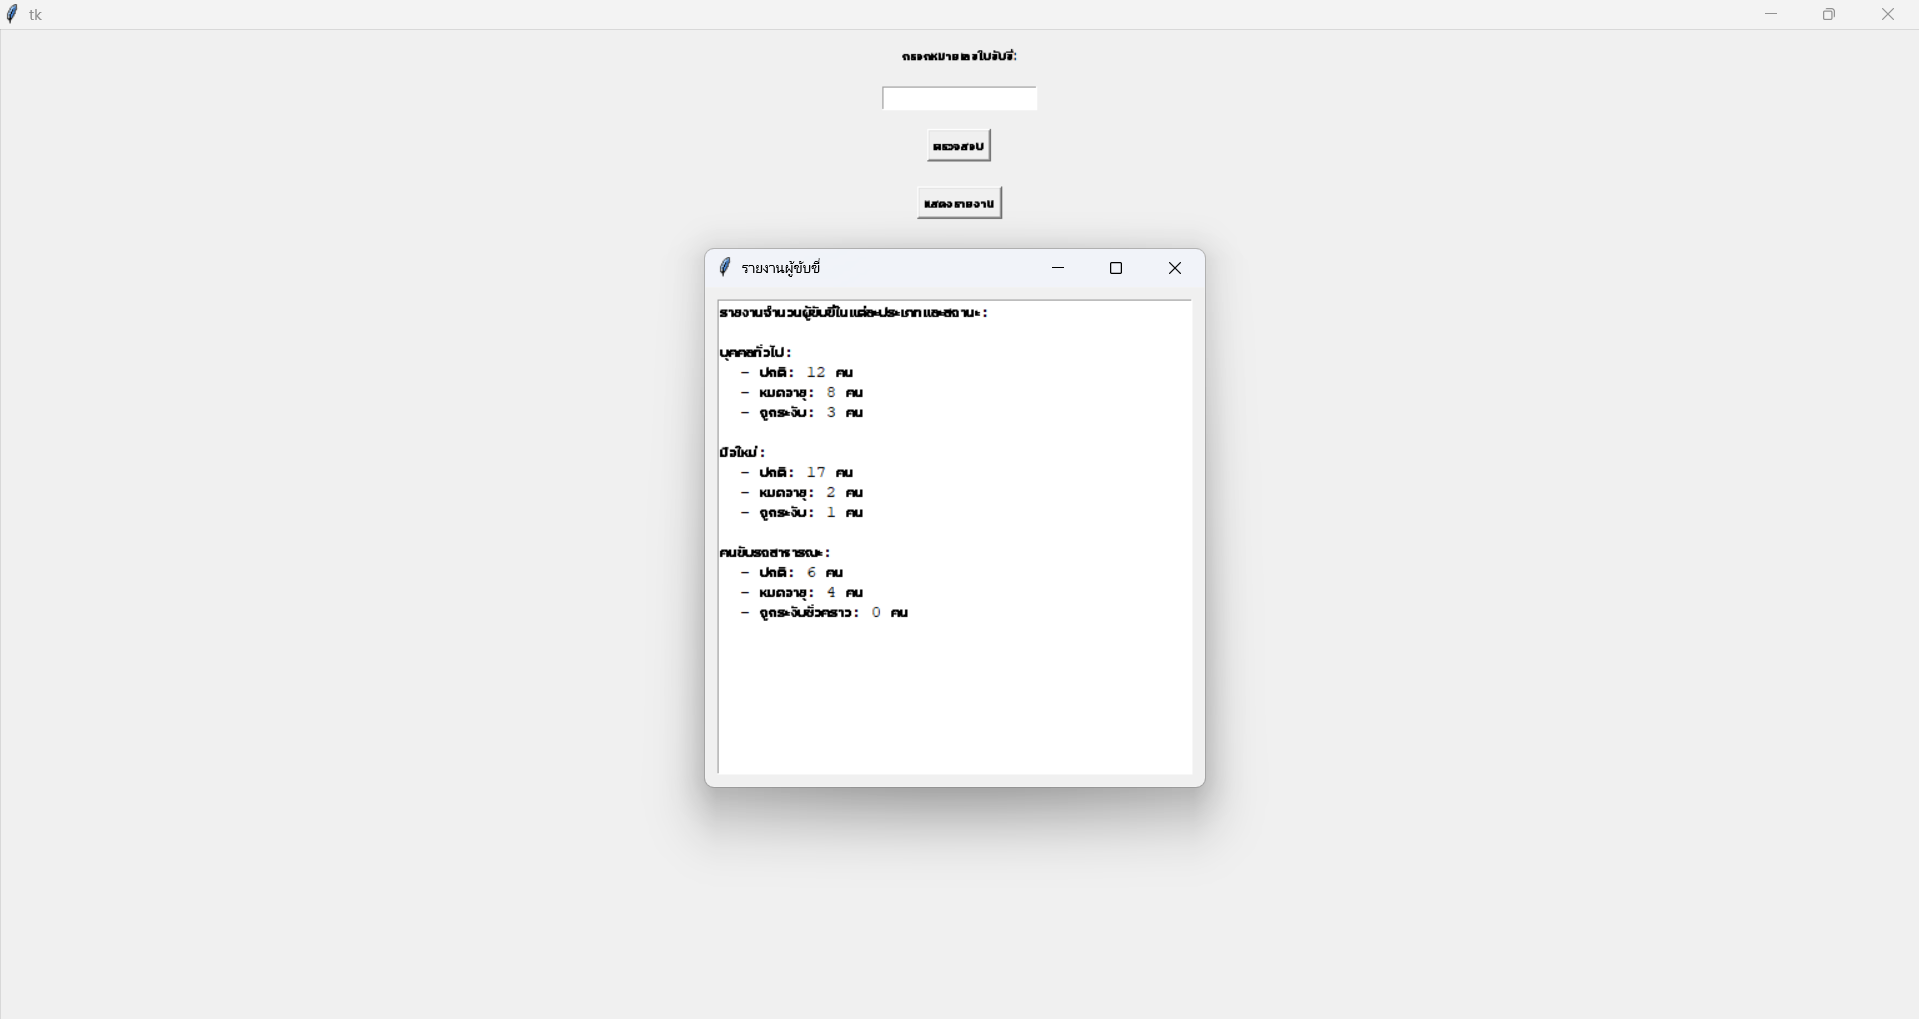 tk
กรอกหมายเลขใบขับขี่:
ตรวจสอบ
แสดงรายงาน
รายงานผู้ขับขี่
รายงานจำนวนผู้ขับขี่ในแต่ละประเภทและสถานะ:
บุคคลทั่วไป:
- ปกติ: 12 คน
- หมดอายุ: 8 คน
- ถูกระงับ: 3 คน
มือใหม่:
- ปกติ: 17 คน
- หมดอายุ: 2 คน
- ถูกระงับ: 1 คน
คนขับรถสาธารณะ:
- ปกติ: 6 คน
- หมดอายุ: 4 คน
- ถูกระงับชั่วคราว: 0 คน